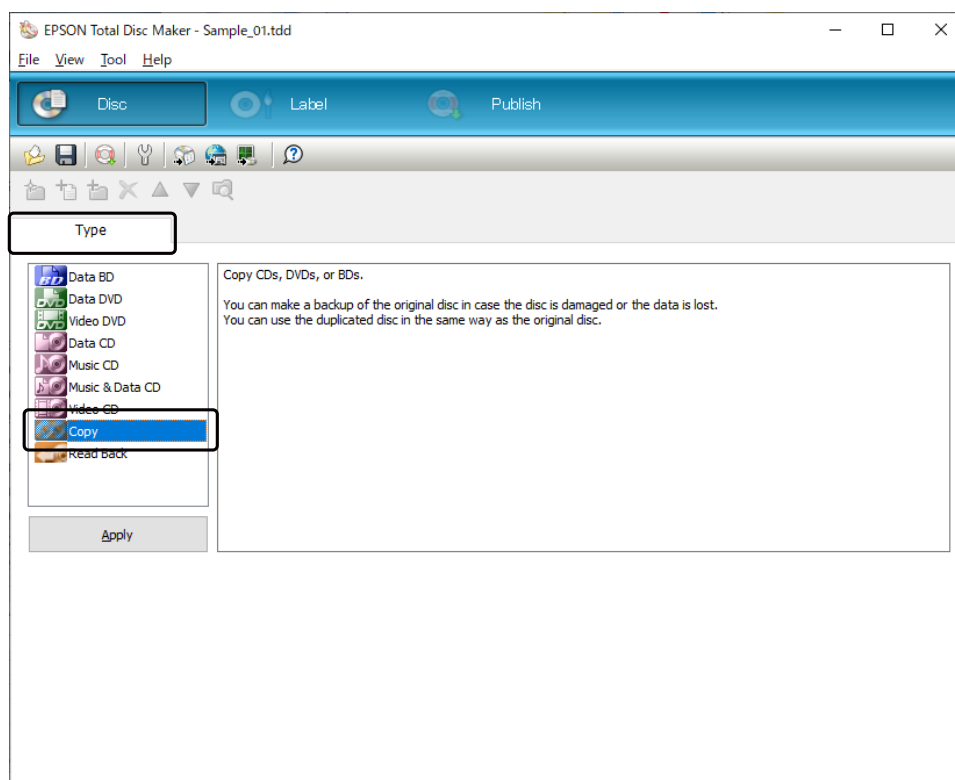 EPSON Total Disc Maker - Sample_01.tdd
File View Tool Help
Disc Label Publish
Type
BD Data BD
DVD Data DVD
DVD Video DVD
Data CD
Music CD
Music & Data CD
Video CD
Copy
Read Back
Apply
Copy CDs, DVDs, or BDs.
You can make a backup of the original disc in case the disc is damaged or the data is lost.
You can use the duplicated disc in the same way as the original disc.